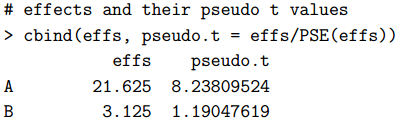 # effects and their pseudo t values
> cbind(effs, pseudo.t = effs/PSE(effs))
effs pseudo.t
A 21.625 8.23809524
B 3.125 1.19047619